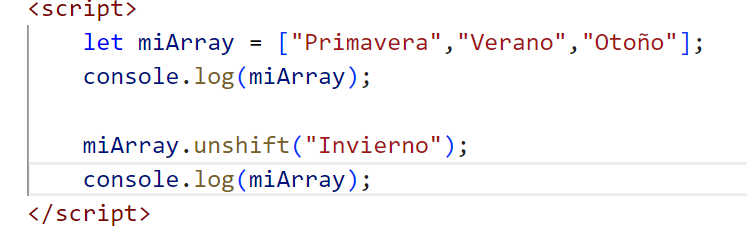 <script>
let miArray = ["Primavera","Verano","Otoño"];
console.log(miArray);
miArray.unshift("Invierno");
console.log(miArray);
</script>